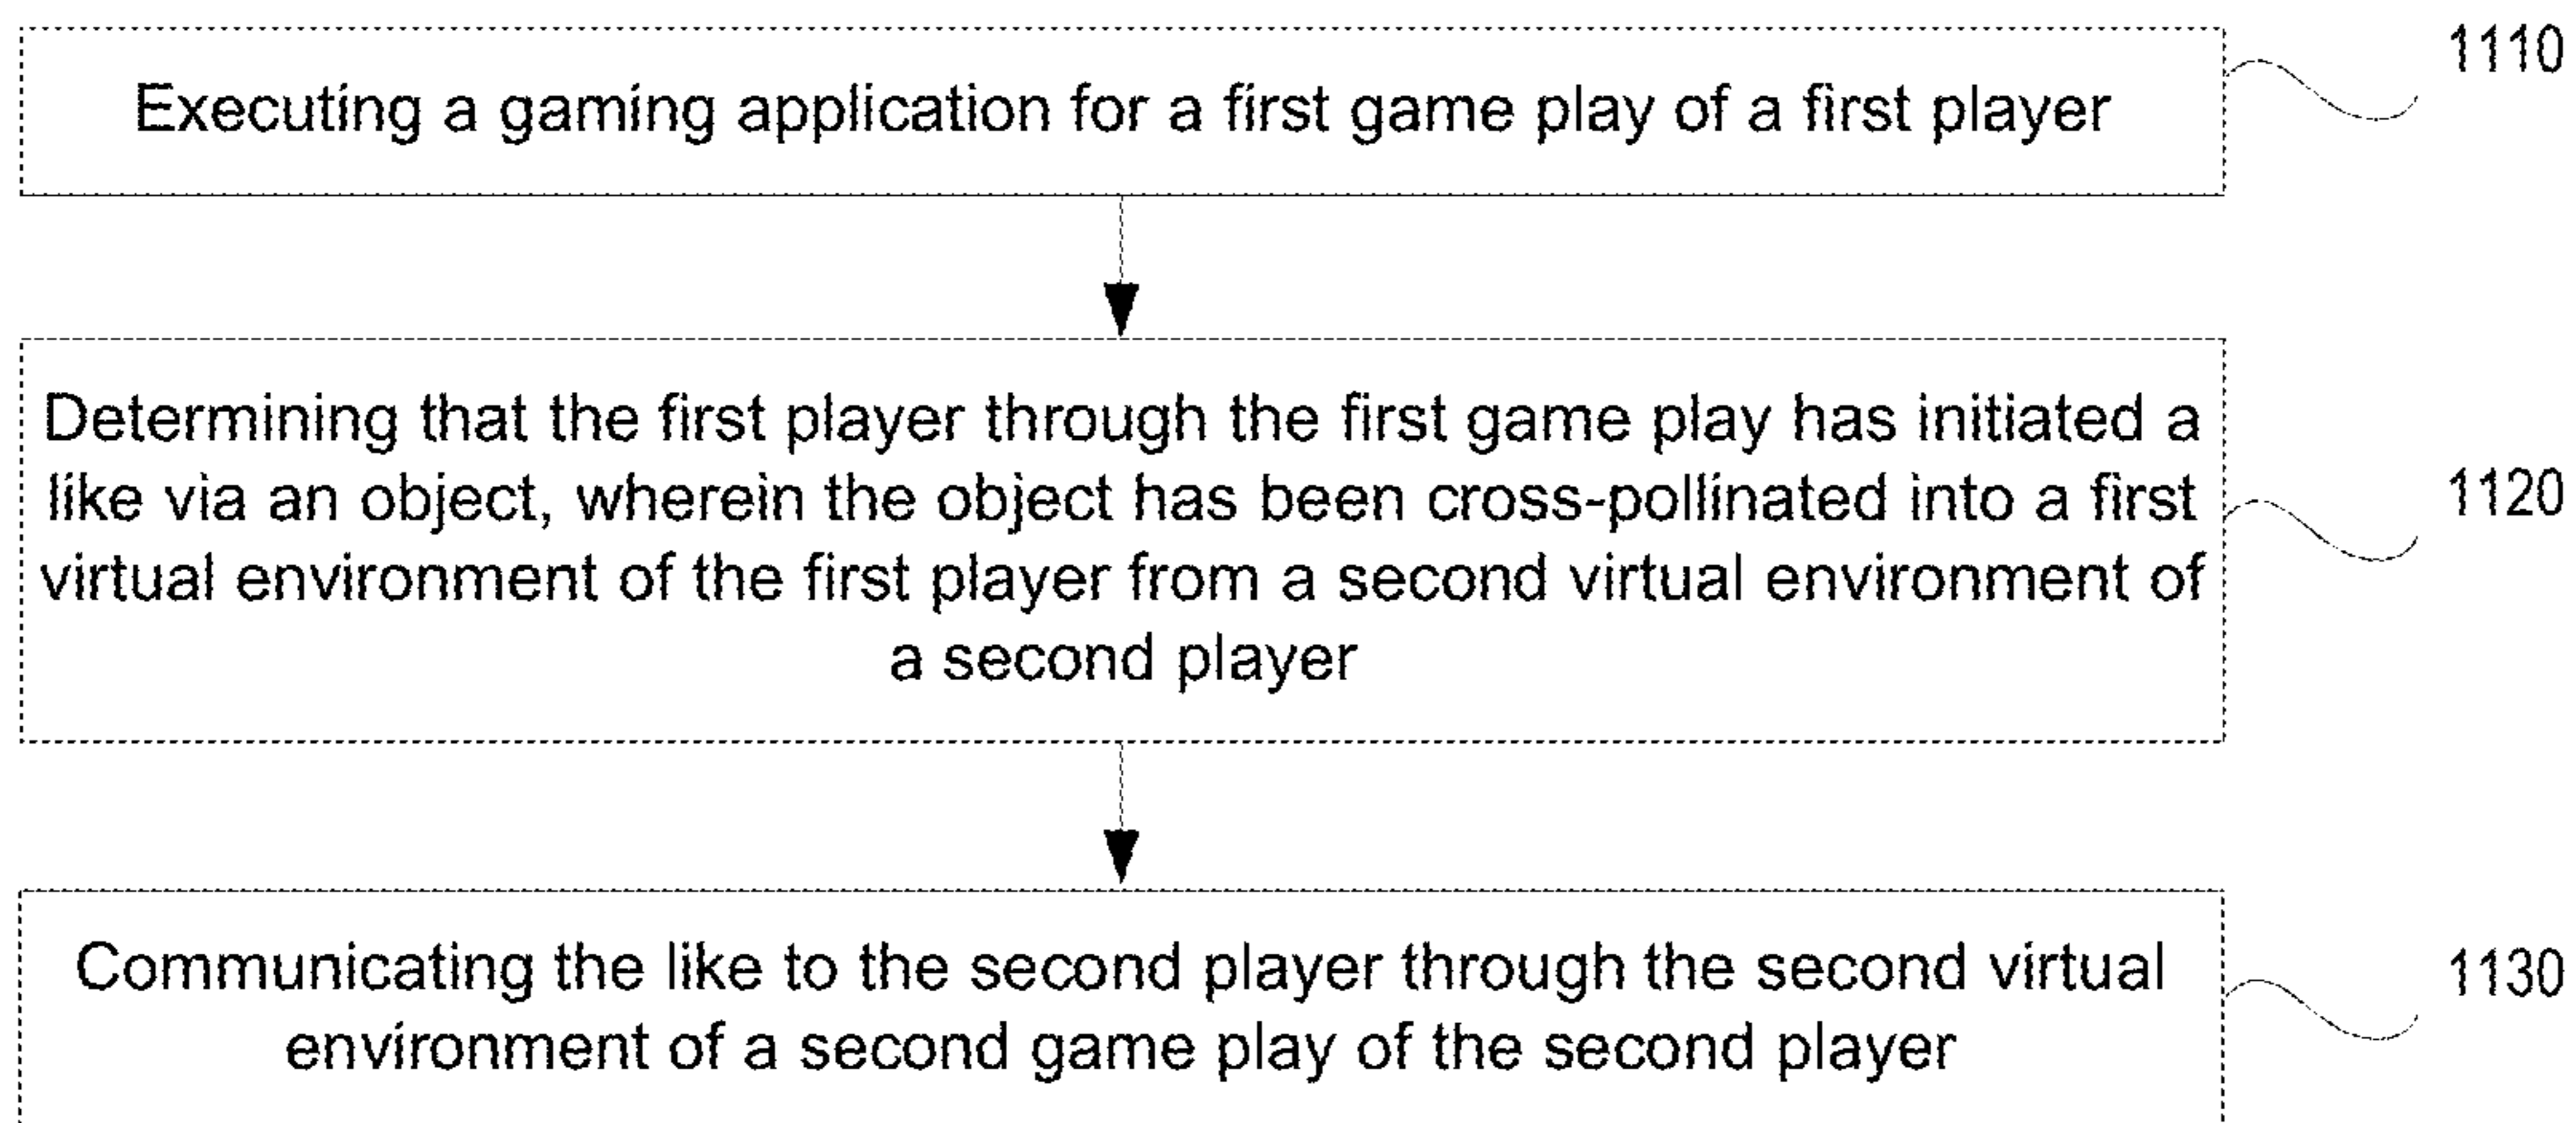 1110
Executing a gaming application for a first game play of a first player
Determining that the first player through the first game play has initiated a
like via an object, wherein the object has been cross-pollinated into a first
1120
virtual environment of the first player from a second virtual environment of
a second player
Communicating the like to the second player through the second virtual
1130
environment of a second game play of the second player